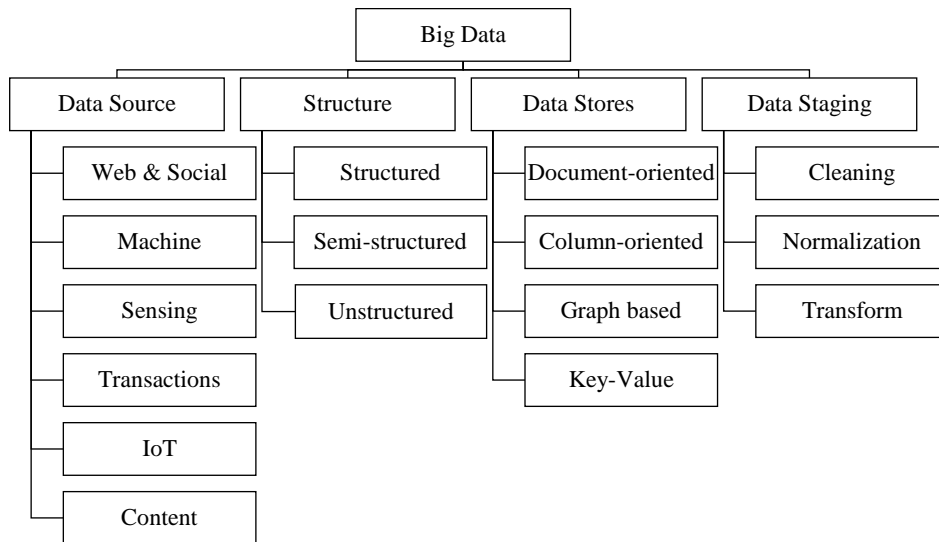 Big Data
Data Source
Structure
Data Stores
Data Staging
Web & Social
Structured
Document-oriented
Cleaning
Machine
Semi-structured
Column-oriented
Normalization
Sensing
Unstructured
Graph based
Transform
Transactions
Key-Value
IoT
Content